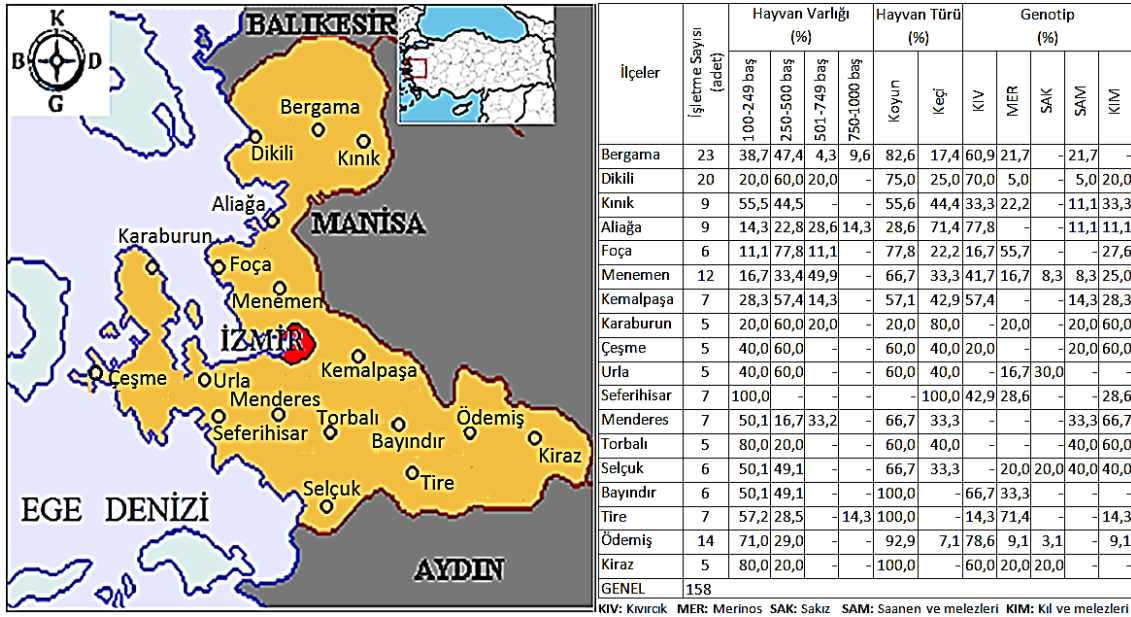 BALIKESİR
K
B D
G
Bergama
Dikili
Kınık
Aliağa
MANİSA
Karaburun
Foça
Menemen
İZMİR
Kemalpaşa
Çeşme
Urla
Menderes
Seferihisar
Torbalı
Bayındır
Ödemiş
Kiraz
Tire
Selçuk
EGE DENİZİ
AYDIN
İlçeler İşletme Sayısı (adet) Hayvan Varlığı (%) Hayvan Türü (%) Genotip (%)
100-249 baş 250-500 baş 501-749 baş 750-1000 baş Koyun Keçi KIV MER SAK SAM KIM
Bergama 23 38,7 47,4 4,3 9,6 82,6 17,4 60,9 21,7 - 21,7 -
Dikili 20 20,0 60,0 20,0 - 75,0 25,0 70,0 5,0 - 5,0 20,0
Kınık 9 55,5 44,5 - - 55,6 44,4 33,3 22,2 - 11,1 33,3
Aliağa 9 14,3 22,8 28,6 14,3 28,6 71,4 77,8 - - 11,1 11,1
Foça 6 11,1 77,8 11,1 - 77,8 22,2 16,7 55,7 - - 27,6
Menemen 12 16,7 33,4 49,9 - 66,7 33,3 41,7 16,7 8,3 8,3 25,0
Kemalpaşa 7 28,3 57,4 14,3 - 57,1 42,9 57,4 - - 14,3 28,3
Karaburun 5 20,0 60,0 20,0 - 20,0 80,0 - 20,0 - 20,0 60,0
Çeşme 5 40,0 60,0 - - 60,0 40,0 20,0 - - 20,0 60,0
Urla 5 40,0 60,0 - - 60,0 40,0 - 16,7 30,0 - -
Seferihisar 7 100,0 - - - - 100,0 42,9 28,6 - - 28,6
Menderes 7 50,1 16,7 33,2 - 66,7 33,3 - - - 33,3 66,7
Torbalı 5 80,0 20,0 - - 60,0 40,0 - - - 40,0 60,0
Selçuk 6 50,1 49,1 - - 66,7 33,3 - 20,0 20,0 40,0 40,0
Bayındır 6 50,1 49,1 - - 100,0 - 66,7 33,3 - - -
Tire 7 57,2 28,5 - 14,3 100,0 - 14,3 71,4 - - 14,3
Ödemiş 14 71,0 29,0 - - 92,9 7,1 78,6 9,1 3,1 - 9,1
Kiraz 5 80,0 20,0 - - 100,0 - 60,0 20,0 20,0 - -
GENEL 158
KIV: Kıvırcık MER: Merinos SAK: Sakız SAM: Saanen ve melezleri KIM: Kıl ve melezleri